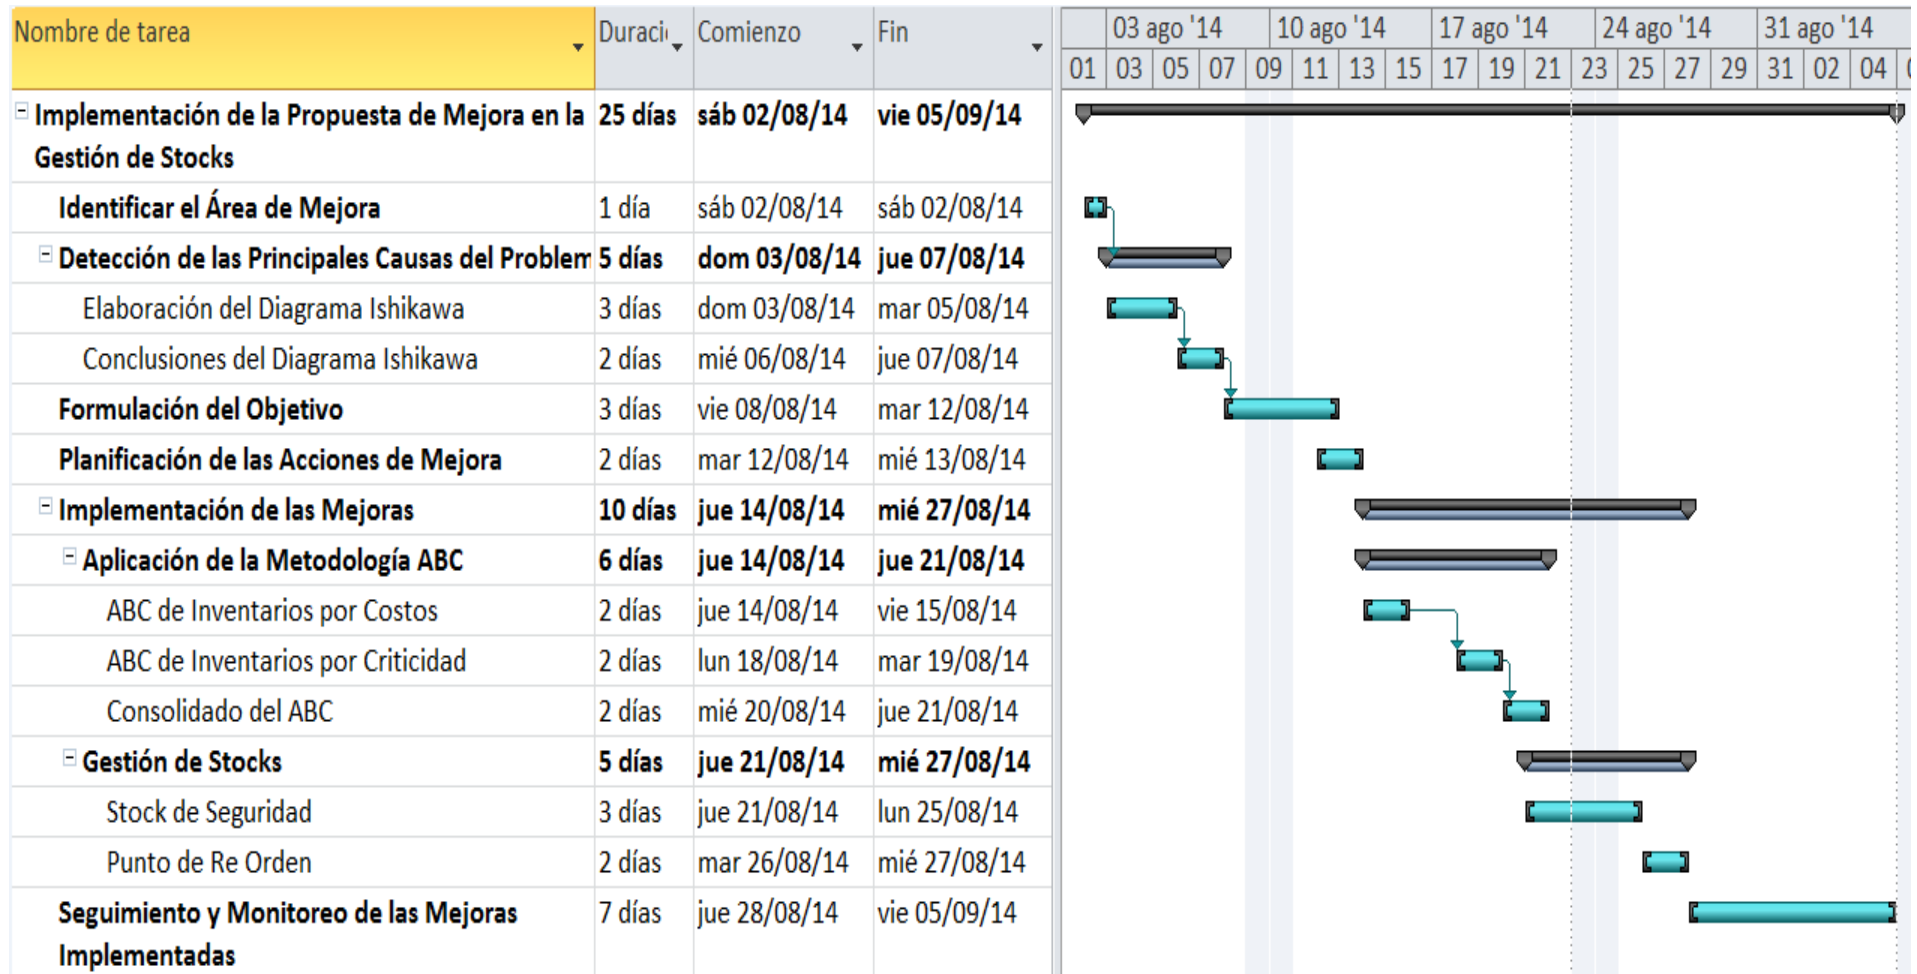 Nombre de tarea Duraci Comienzo Fin 03 ago '14 10 ago '14 17 ago '14 24 ago '14 31 ago '14
01 03 05 07 09 11 13 15 17 19 21 23 25 27 29 31 02 04
Implementación de la Propuesta de Mejora en la 25 días sáb 02/08/14 vie 05/09/14
Gestión de Stocks
Identificar el Área de Mejora 1 día sáb 02/08/14 sáb 02/08/14
Detección de las Principales Causas del Problem 5 días dom 03/08/14 jue 07/08/14
Elaboración del Diagrama Ishikawa 3 días dom 03/08/14 mar 05/08/14
Conclusiones del Diagrama Ishikawa 2 días mié 06/08/14 jue 07/08/14
Formulación del Objetivo 3 días vie 08/08/14 mar 12/08/14
Planificación de las Acciones de Mejora 2 días mar 12/08/14 mié 13/08/14
Implementación de las Mejoras 10 días jue 14/08/14 mié 27/08/14
Aplicación de la Metodología ABC 6 días jue 14/08/14 jue 21/08/14
ABC de Inventarios por Costos 2 días jue 14/08/14 vie 15/08/14
ABC de Inventarios por Criticidad 2 días lun 18/08/14 mar 19/08/14
Consolidado del ABC 2 días mié 20/08/14 jue 21/08/14
Gestión de Stocks 5 días jue 21/08/14 mié 27/08/14
Stock de Seguridad 3 días jue 21/08/14 lun 25/08/14
Punto de Re Orden 2 días mar 26/08/14 mié 27/08/14
Seguimiento y Monitoreo de las Mejoras 7 días jue 28/08/14 vie 05/09/14
Implementadas